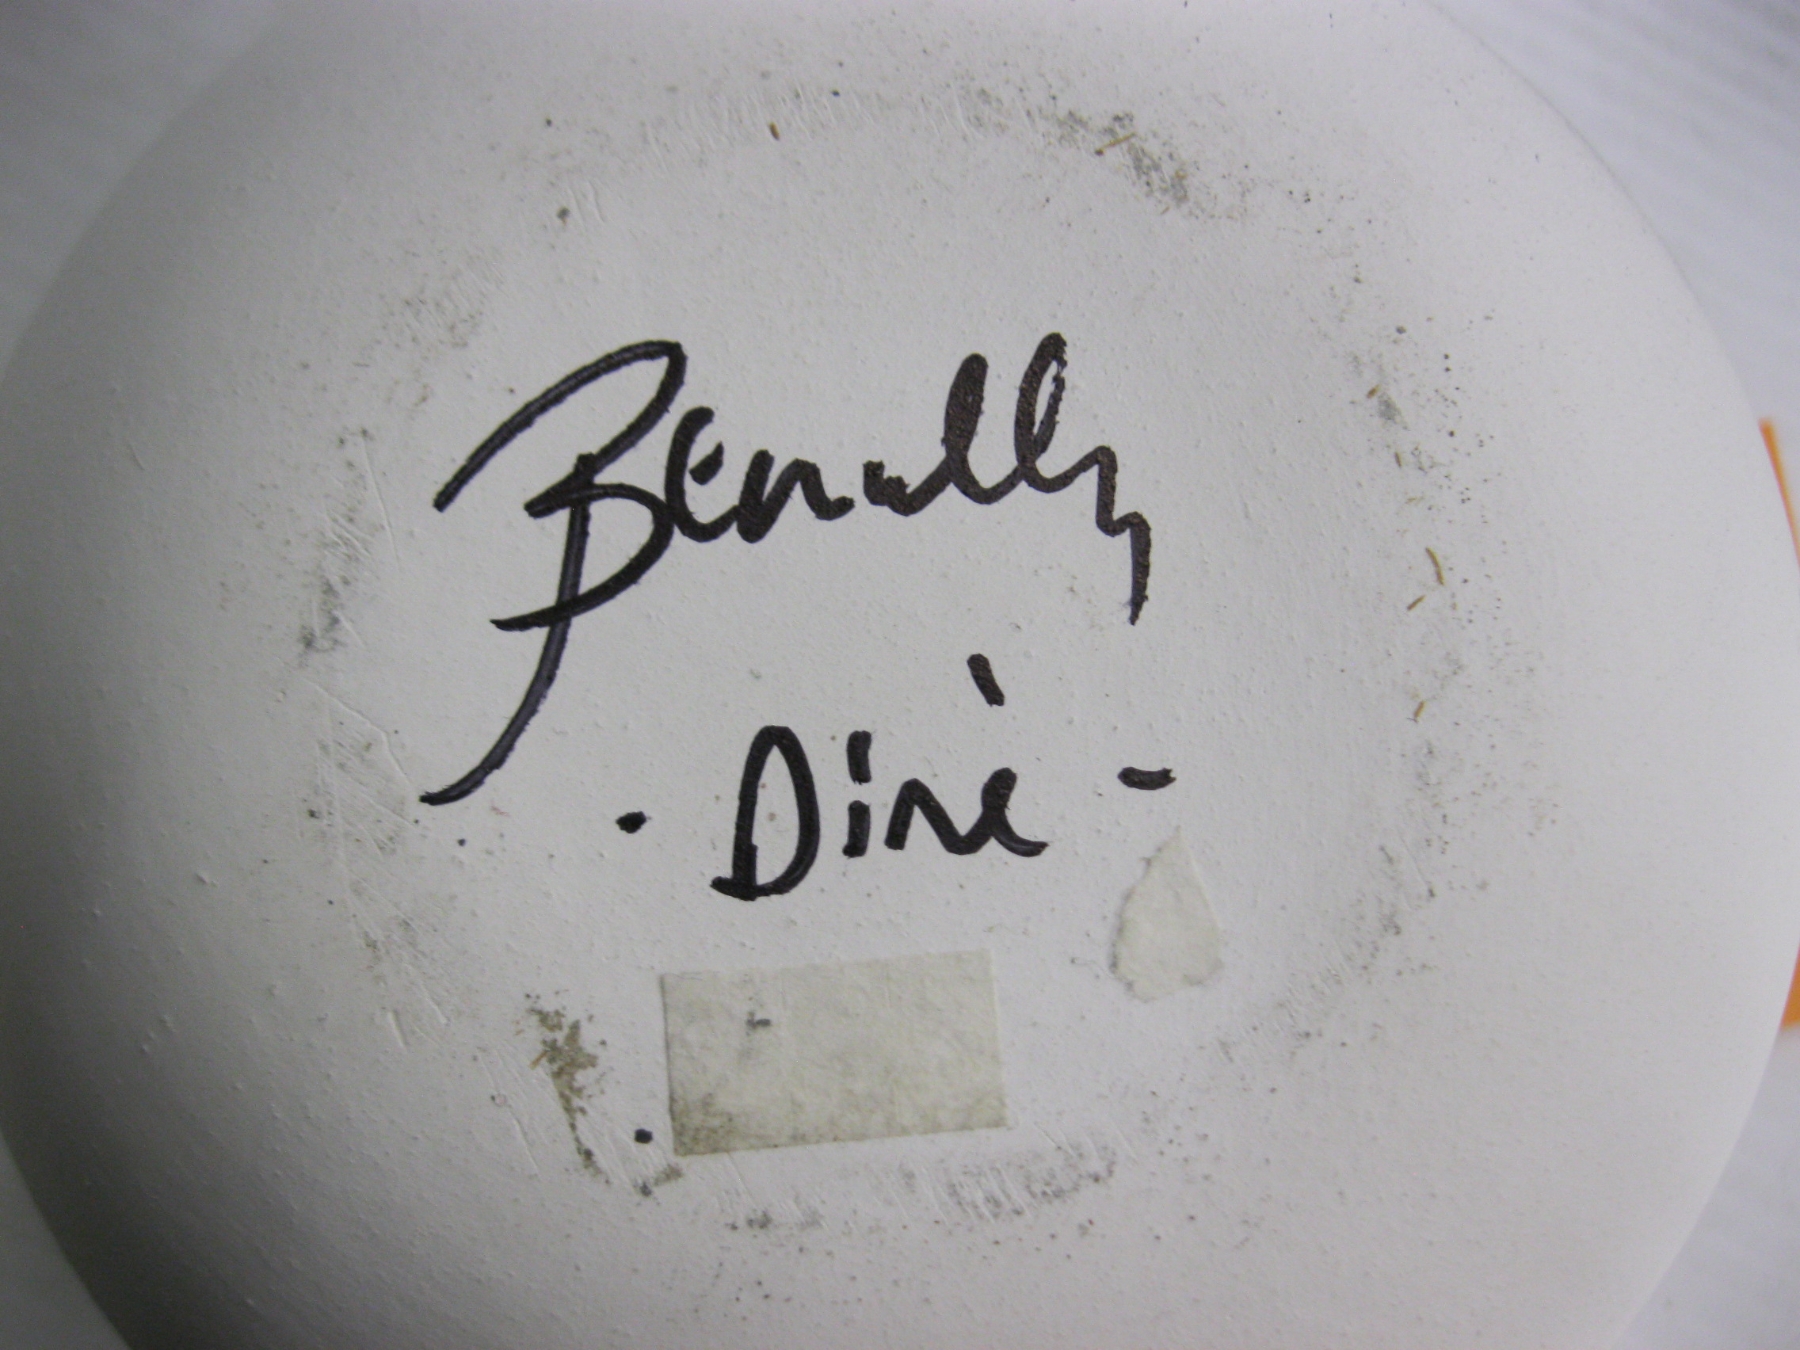 Benally
- Diné -